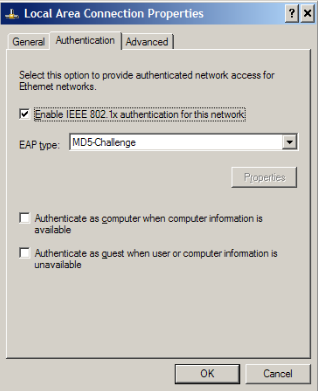 Local Area Connection Properties
General Authentication Advanced
Select this option to provide authenticated network access for
Ethernet networks.
Enable IEEE 802.1x authentication for this network
EAP type: MD5-Challenge
Properties
Authenticate as computer when computer information is
available
Authenticate as guest when user or computer information is
unavailable
OK Cancel